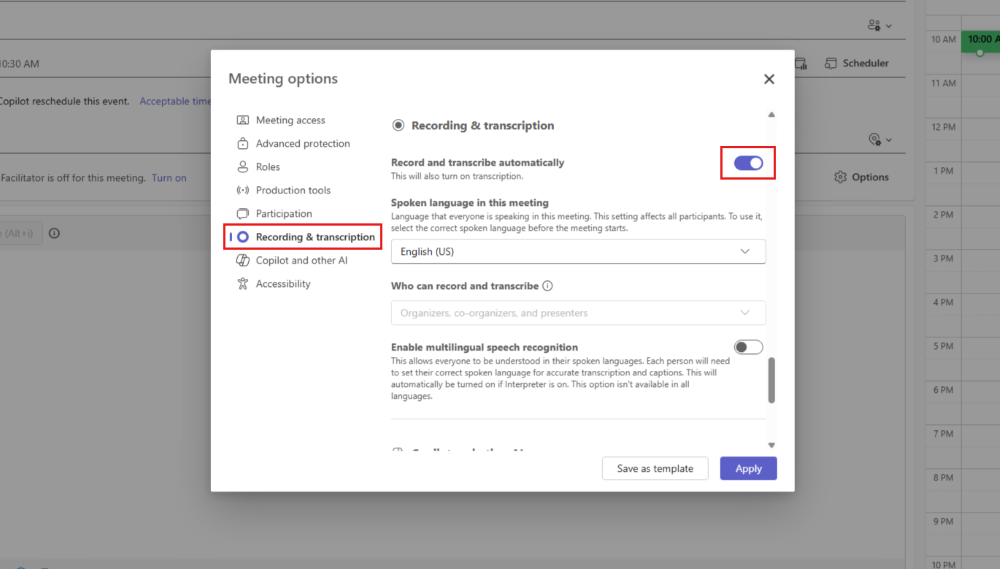 10 AM
10:00 A
0:30 AM
Scheduler
Copilot reschedule this event. Acceptable time
Facilitator is off for this meeting. Turn on
Options
(Alt+i)
Meeting options
Meeting access
Advanced protection
Roles
Production tools
Participation
Recording & transcription
Copilot and other AI
Accessibility
Recording & transcription
Record and transcribe automatically
This will also turn on transcription.
Spoken language in this meeting
Language that everyone is speaking in this meeting. This setting affects all participants. To use it,
select the correct spoken language before the meeting starts.
English (US)
Who can record and transcribe
Organizers, co-organizers, and presenters
Enable multilingual speech recognition
This allows everyone to be understood in their spoken languages. Each person will need
to set their correct spoken language for accurate transcription and captions. This will
automatically be turned on if Interpreter is on. This option isn't available in all
languages.
Save as template
Apply
11 AM
12 PM
1 PM
2 PM
3 PM
4 PM
5 PM
6 PM
7 PM
8 PM
9 PM
10 PM